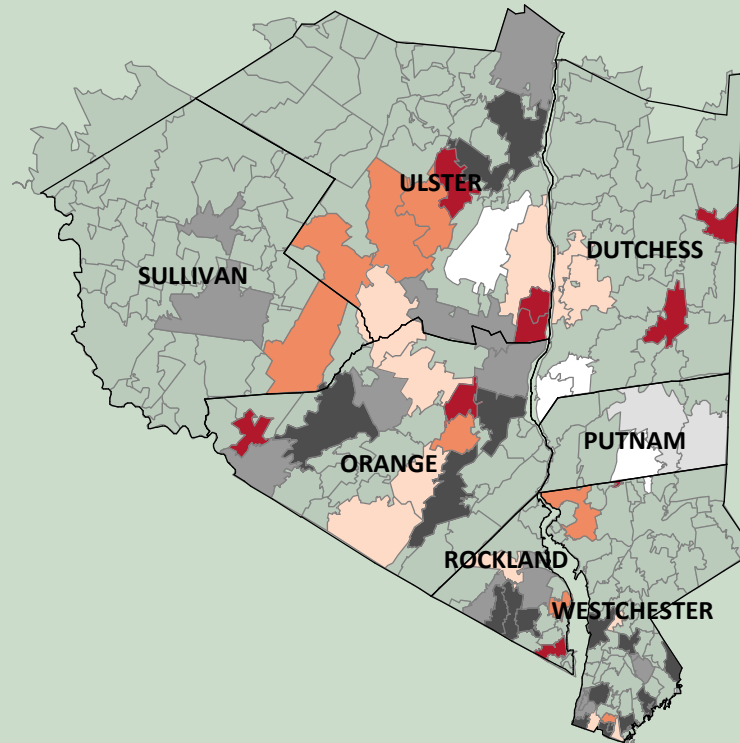 ULSTER
DUTCHESS
SULLIVAN
PUTNAM
ORANGE
ROCKLAND
WESTCHESTER